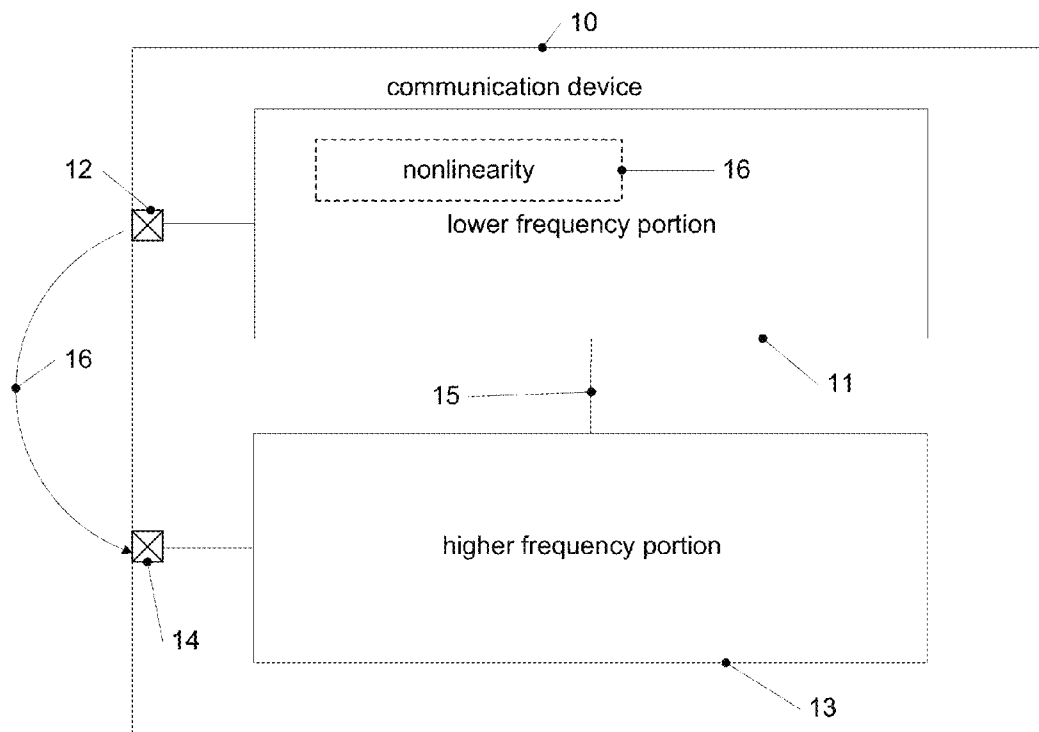 10
communication device
12
nonlinearity
16
lower frequency portion
16
15
11
higher frequency portion
14
13